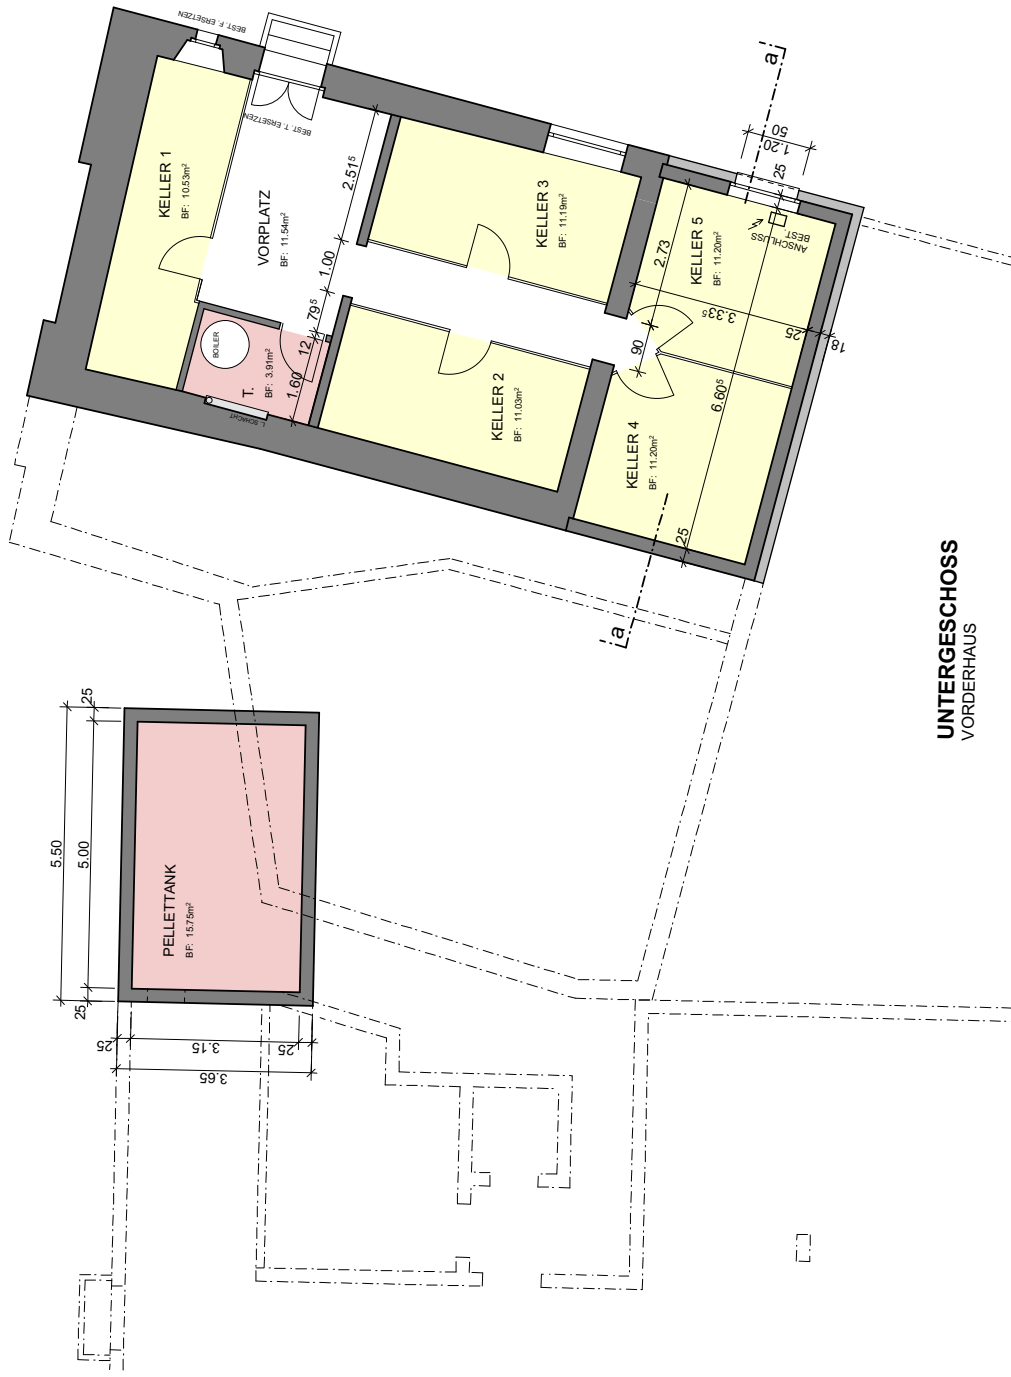 BEST. F. ERSETZEN
BEST. T. ERSETZEN
KELLER 1
BF: 10.53m²
VORPLATZ
BF: 11.54m²
2.51⁵
1.00
79⁵
12
1.60
BOILER
T.
BF: 3.91m²
L. SCHACHT
KELLER 3
BF: 11.19m²
KELLER 2
BF: 11.03m²
KELLER 5
BF: 11.20m²
2.73
3.33⁵
90
KELLER 4
BF: 11.20m²
6.60⁵
25
25
18
25
1.20
50
BEST.
ANSCHLUSS
a
a'
PELLETTANK
BF: 15.75m²
5.50
5.00
25
25
25
3.15
25
3.65
UNTERGESCHOSS
VORDERHAUS